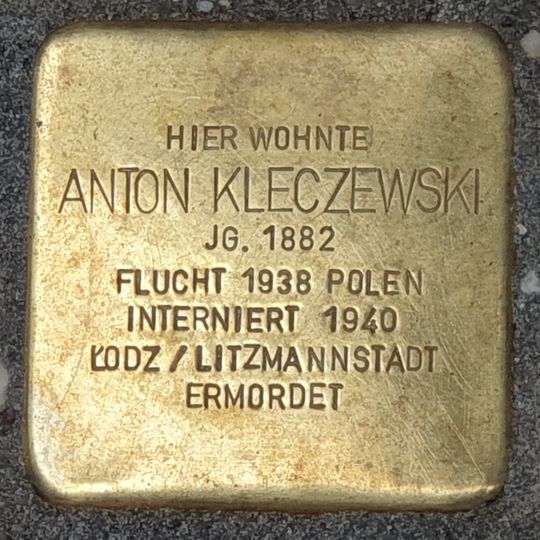 HIER WOHNTE
ANTON KLECZEWSKI
JG. 1882
FLUCHT 1938 POLEN
INTERNIERT 1940
ŁODZ / LITZMANNSTADT
ERMORDET